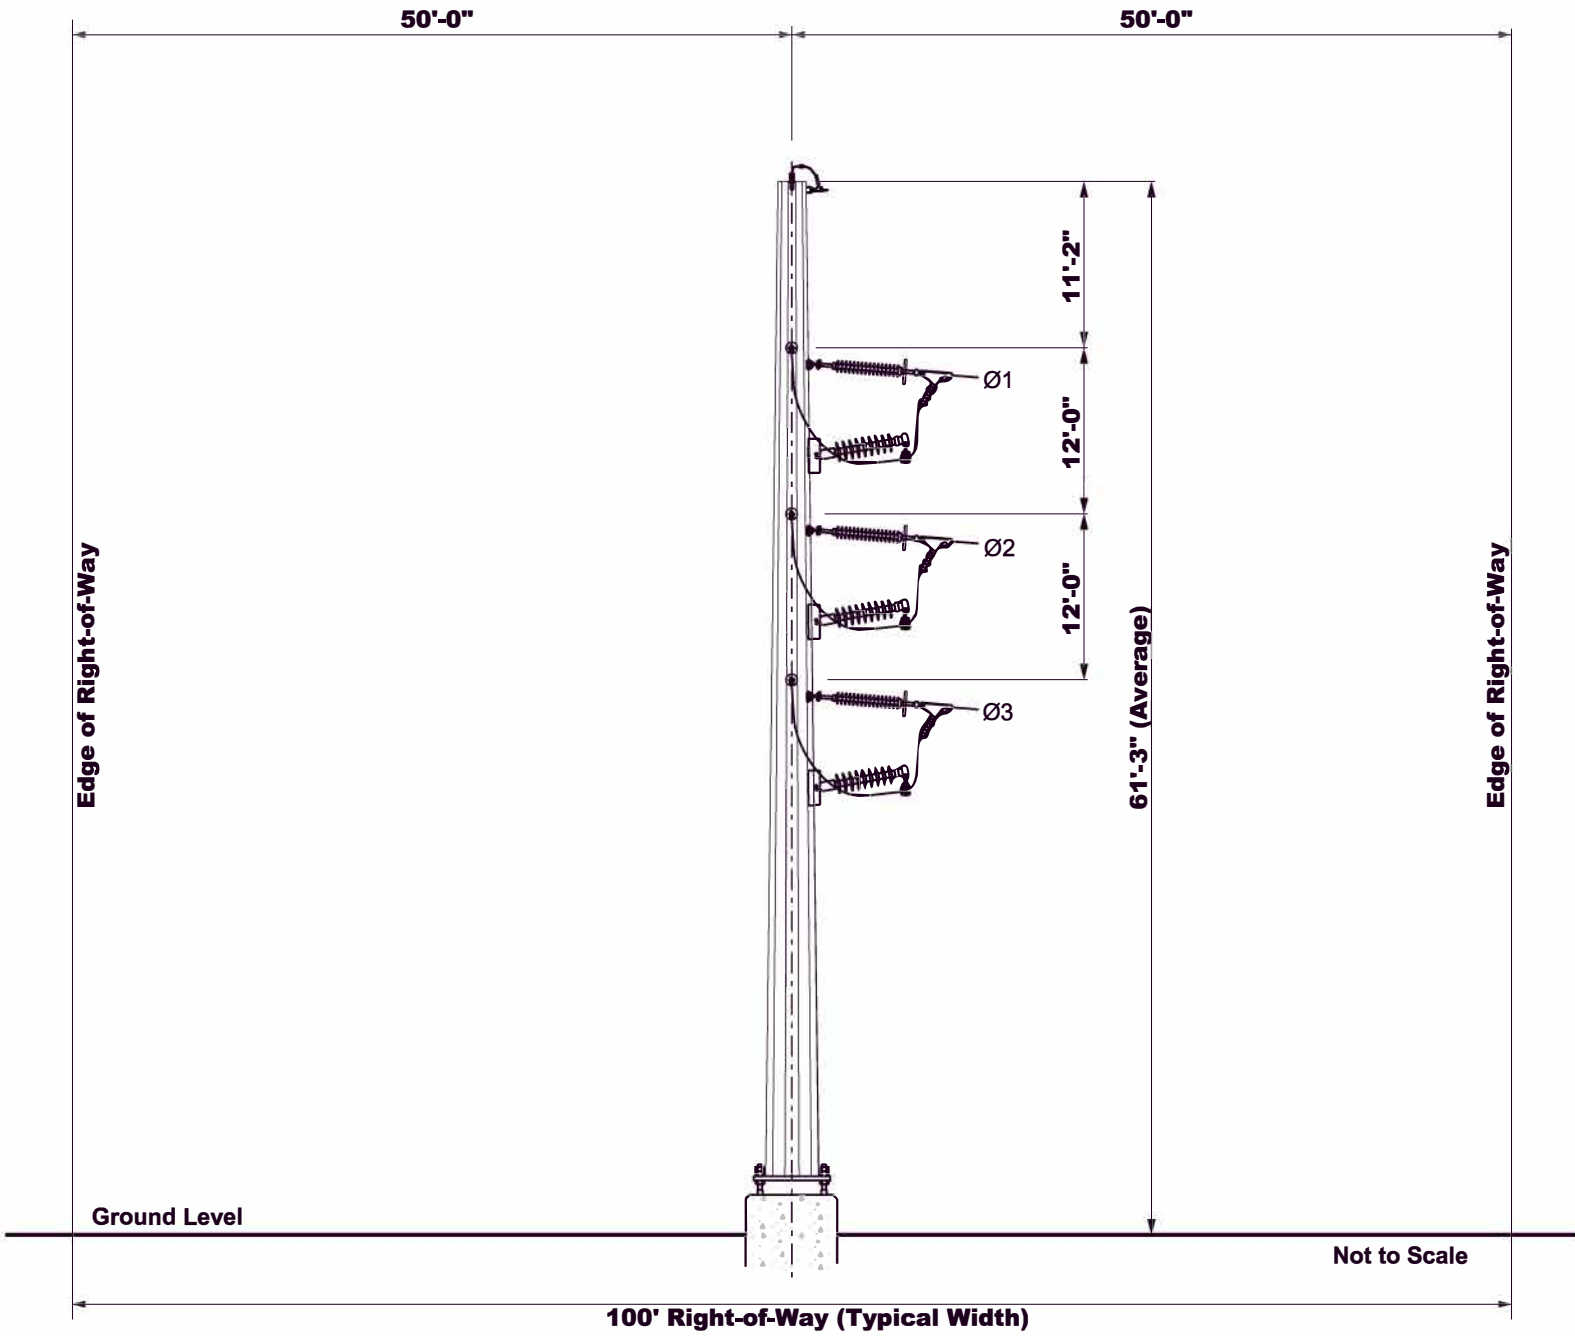 50'-0"
50'-0"
11'-2"
Ø1
12'-0"
Ø2
12'-0"
Edge of Right-of-Way
Edge of Right-of-Way
61'-3" (Average)
Ø3
Ground Level
Not to Scale
100' Right-of-Way (Typical Width)